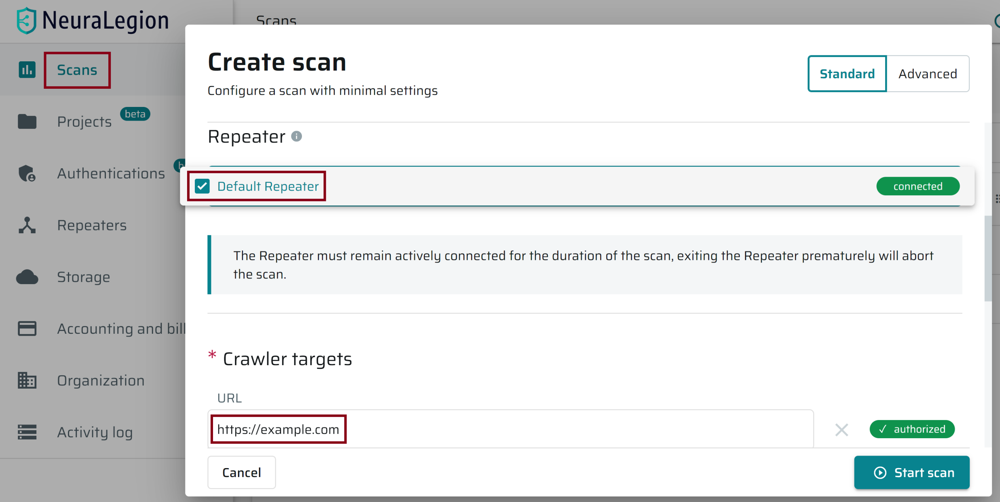 NeuraLegion
Scans
Scans
Projects
beta
Authentications
Repeaters
Storage
Accounting and bill
Organization
Activity log
Create scan
Configure a scan with minimal settings
Standard
Advanced
Repeater
Default Repeater
connected
The Repeater must remain actively connected for the duration of the scan, exiting the Repeater prematurely will abort
the scan.
* Crawler targets
URL
https://example.com
✓ authorized
Cancel
Start scan